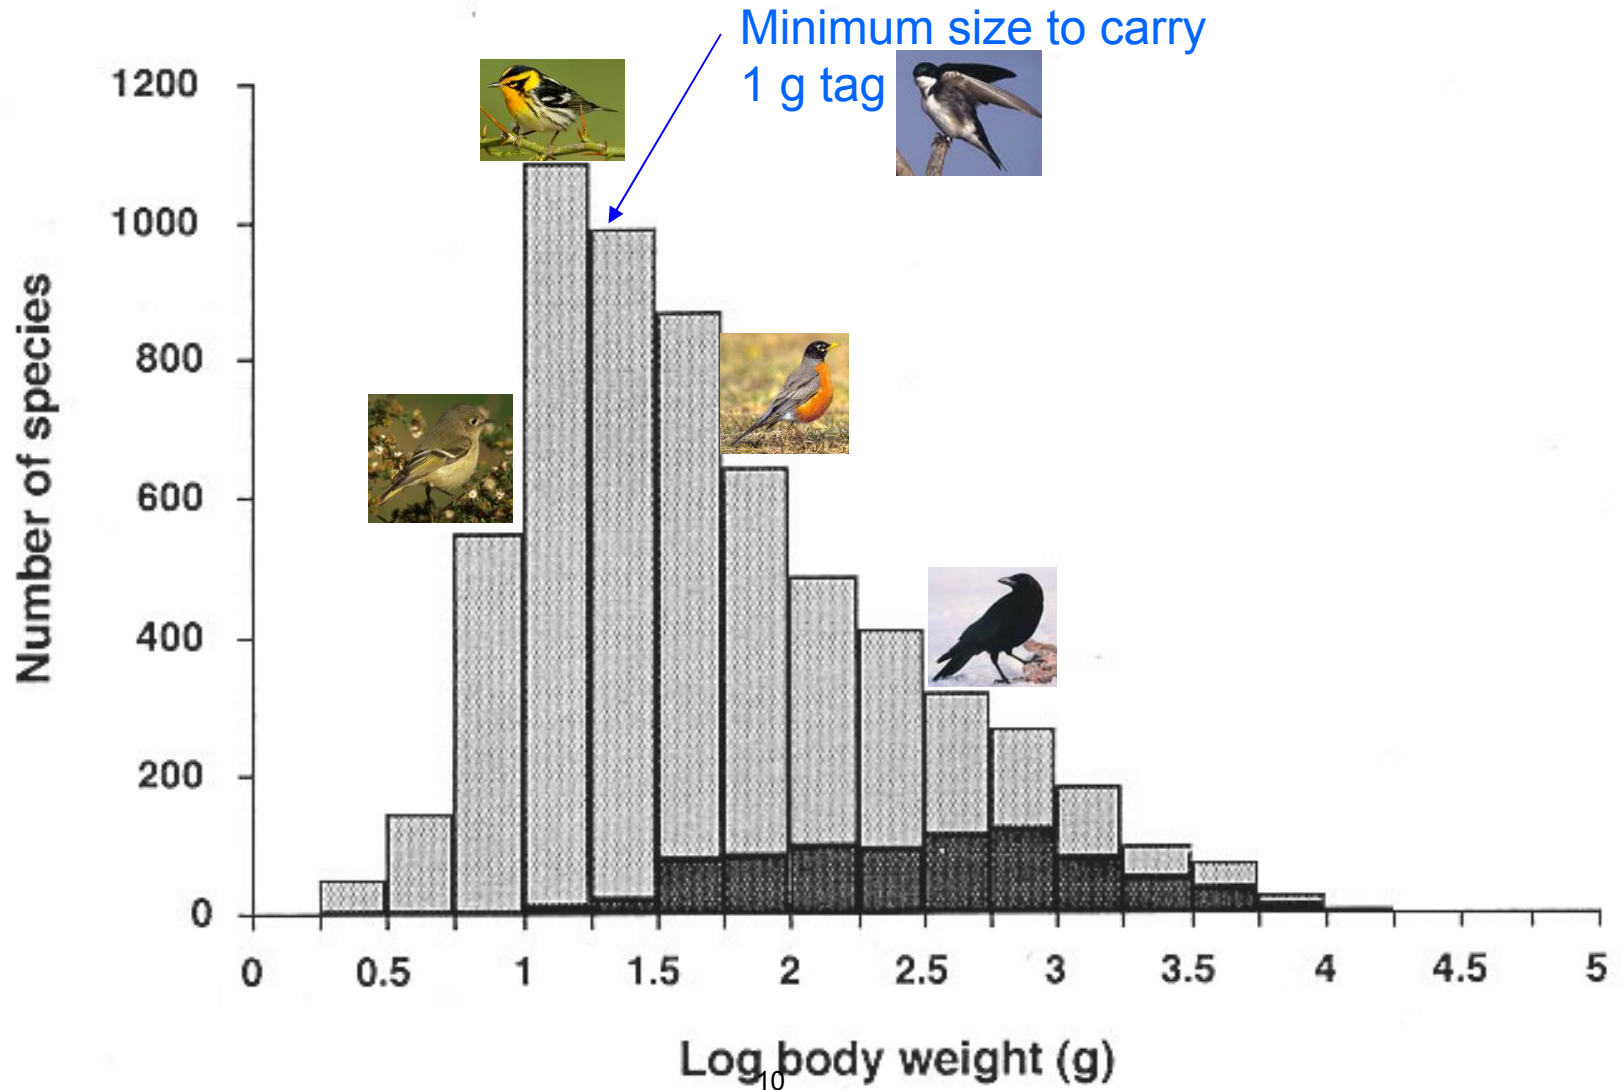 Minimum size to carry
1 g tag
1200
1000
800
600
400
200
0
Number of species
0 0.5 1 1.5 2 2.5 3 3.5 4 4.5 5
Log body weight (g)
10